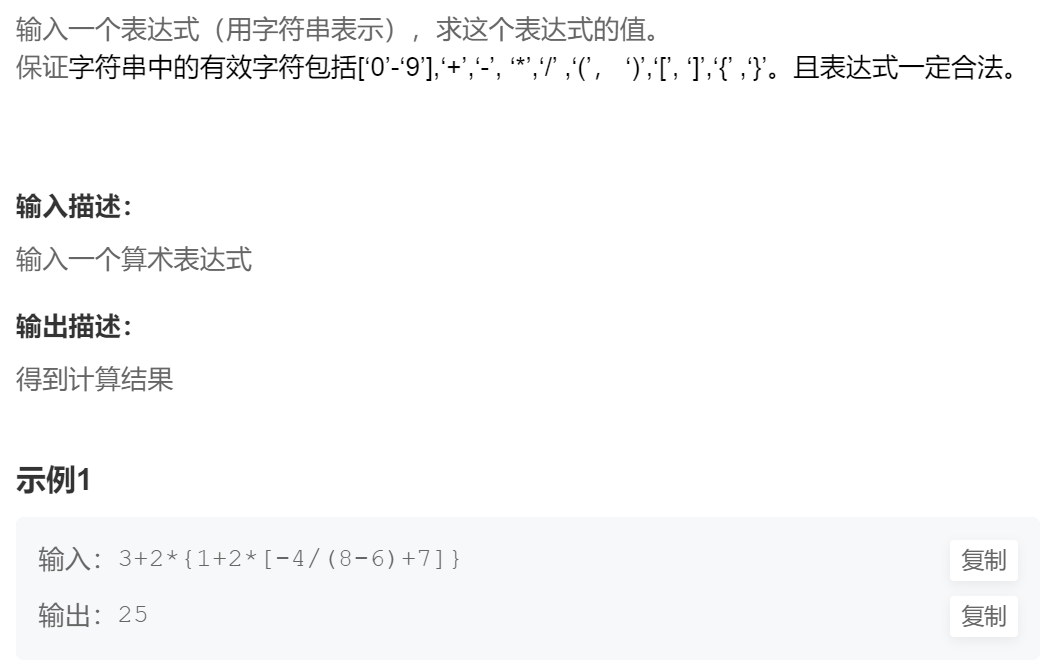 输入一个表达式（用字符串表示），求这个表达式的值。
保证字符串中的有效字符包括[‘0’-‘9’],‘+’,‘-’, ‘*’,‘/’ ,‘(’， ‘)’,‘[’, ‘]’,‘{’ ,‘}’。且表达式一定合法。
输入描述：
输入一个算术表达式
输出描述：
得到计算结果
示例1
输入：3+2*{1+2*[-4/(8-6)+7]} 复制
输出：25 复制